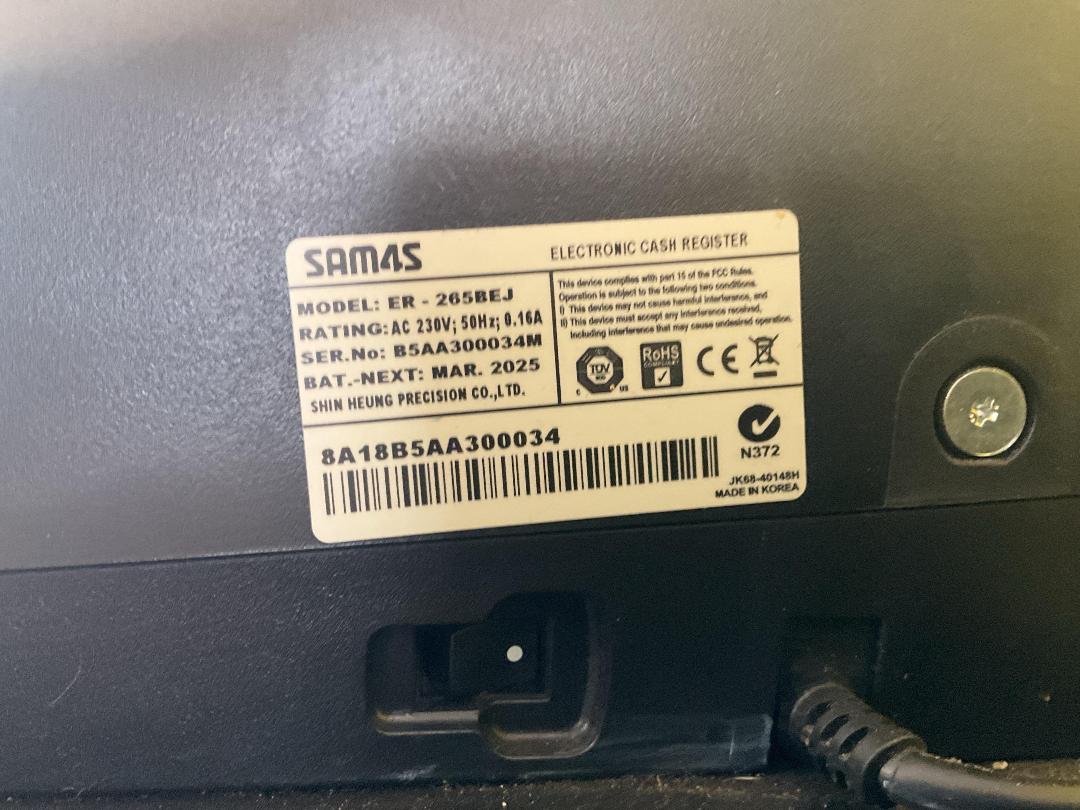 SAM4S
ELECTRONIC CASH REGISTER
MODEL: ER - 265BEJ
RATING: AC 230V; 50Hz; 0.16A
SER.No: B5AA300034M
BAT.-NEXT: MAR. 2025
SHIN HEUNG PRECISION CO.,LTD.
This device complies with part 15 of the FCC Rules.
Operation is subject to the following two conditions.
I) This device may not cause harmful interference, and
II) This device must accept any interference received,
Including interference that may cause undesired operation.
TÜV
C US
RoHS
COMPLIANT
CE
8A18B5AA300034
N372
JK68-40148H
MADE IN KOREA